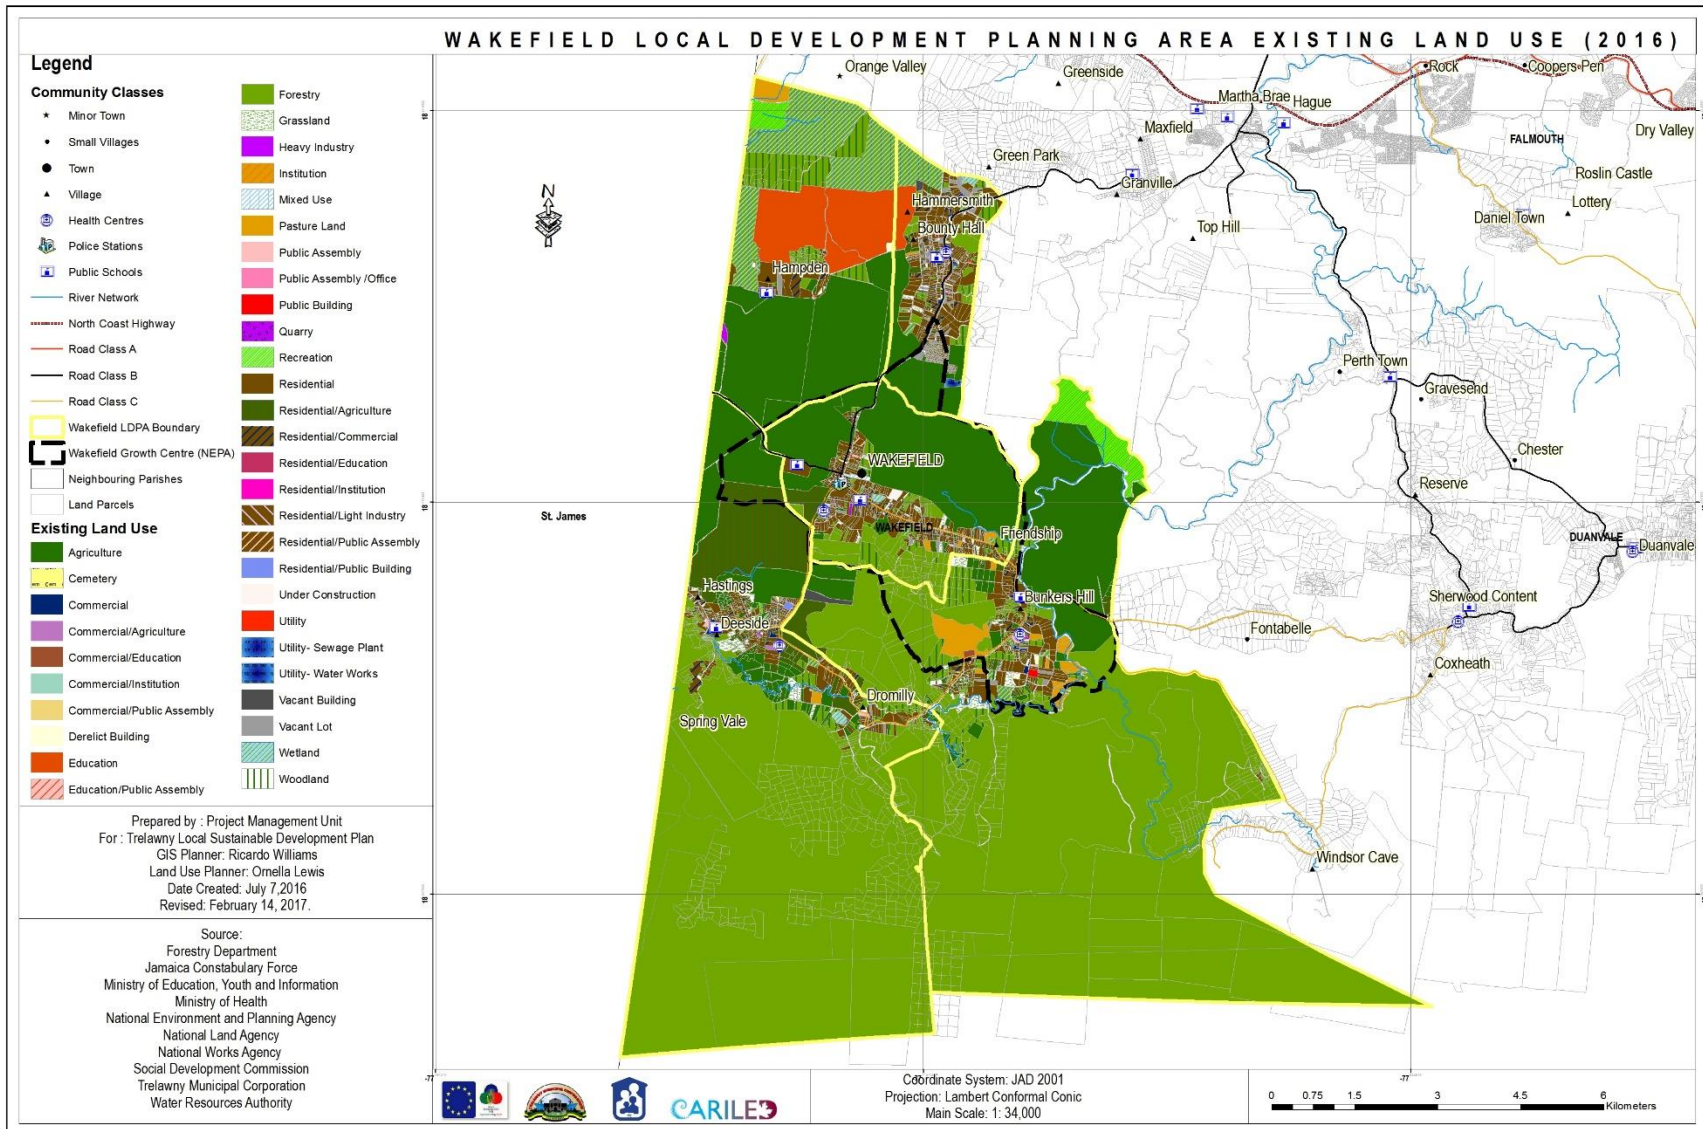 WAKEFIELD LOCAL DEVELOPMENT PLANNING AREA EXISTING LAND USE (2016)
Legend
Community Classes
Minor Town
Small Villages
Town
Village
Health Centres
Police Stations
Public Schools
River Network
North Coast Highway
Road Class A
Road Class B
Road Class C
Wakefield LDPA Boundary
Wakefield Growth Centre (NEPA)
Neighbouring Parishes
Land Parcels
Existing Land Use
Agriculture
Cemetery
Commercial
Commercial/Agriculture
Commercial/Education
Commercial/Institution
Commercial/Public Assembly
Derelict Building
Education
Education/Public Assembly
Forestry
Grassland
Heavy Industry
Institution
Mixed Use
Pasture Land
Public Assembly
Public Assembly /Office
Public Building
Quarry
Recreation
Residential
Residential/Agriculture
Residential/Commercial
Residential/Education
Residential/Institution
Residential/Light Industry
Residential/Public Assembly
Residential/Public Building
Under Construction
Utility
Utility- Sewage Plant
Utility- Water Works
Vacant Building
Vacant Lot
Wetland
Woodland
Prepared by : Project Management Unit
For : Trelawny Local Sustainable Development Plan
GIS Planner: Ricardo Williams
Land Use Planner: Ornella Lewis
Date Created: July 7,2016
Revised: February 14, 2017.
Source:
Forestry Department
Jamaica Constabulary Force
Ministry of Education, Youth and Information
Ministry of Health
National Environment and Planning Agency
National Land Agency
National Works Agency
Social Development Commission
Trelawny Municipal Corporation
Water Resources Authority
N
Orange Valley
Greenside
Rock
Coopers Pen
Martha Brae
Hague
Maxfield
Dry Valley
FALMOUTH
Green Park
Granville
Roslin Castle
Hammersmith
Lottery
Daniel Town
Bounty Hall
Top Hill
Hampden
Perth Town
Gravesend
Chester
WAKEFIELD
Reserve
St. James
WAKEFIELD
Friendship
DUANVALE
Duanvale
Hastings
Bunkers Hill
Sherwood Content
Deeside
Fontabelle
Coxheath
Dromilly
Spring Vale
Windsor Cave
CARILED
Coordinate System: JAD 2001
Projection: Lambert Conformal Conic
Main Scale: 1: 34,000
0 0.75 1.5 3 4.5 6
Kilometers